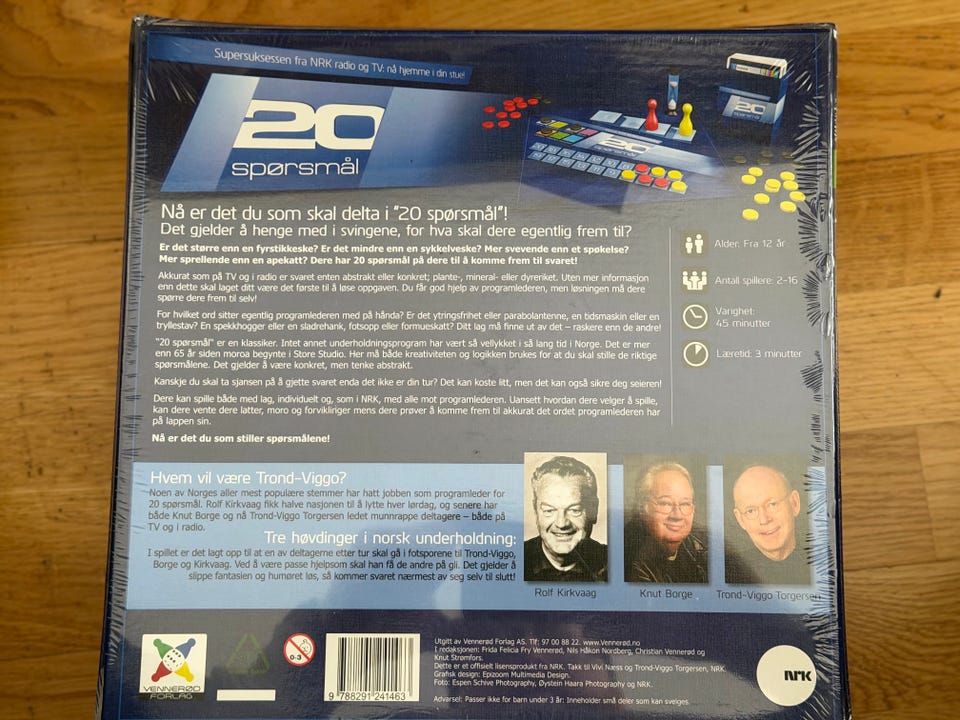 Supersuksessen fra NRK radio og TV: nå hjemme i din stue!
20
spørsmål
20
spørsmål
20
spørsmål
Nå er det du som skal delta i "20 spørsmål"!
Det gjelder å henge med i svingene, for hva skal dere egentlig frem til?
Er det større enn en fyrstikkeske? Er det mindre enn en sykkelveske? Mer svevende enn et spøkelse?
Mer sprellende enn en apekatt? Dere har 20 spørsmål på dere til å komme frem til svaret!
Akkurat som på TV og i radio er svaret enten abstrakt eller konkret; plante-, mineral- eller dyreriket. Uten mer informasjon
enn dette skal laget ditt være det første til å løse oppgaven. Du får god hjelp av programlederen, men løsningen må dere
spørre dere frem til selv!
For hvilket ord sitter egentlig programlederen med på hånda? Er det ytringsfrihet eller parabolantenne, en tidsmaskin eller en
tryllestav? En spekkhogger eller en sladrehank, fotsopp eller formueskatt? Ditt lag må finne ut av det – raskere enn de andre!
"20 spørsmål" er en klassiker. Intet annet underholdningsprogram har vært så vellykket i så lang tid i Norge. Det er mer
enn 65 år siden moroa begynte i Store Studio. Her må både kreativiteten og logikken brukes for at du skal stille de riktige
spørsmålene. Det gjelder å være konkret, men tenke abstrakt.
Kanskje du skal ta sjansen på å gjette svaret enda det ikke er din tur? Det kan koste litt, men det kan også sikre deg seieren!
Dere kan spille både med lag, individuelt og, som i NRK, med alle mot programlederen. Uansett hvordan dere velger å spille,
kan dere vente dere latter, moro og forviklinger mens dere prøver å komme frem til akkurat det ordet programlederen har
på lappen sin.
Nå er det du som stiller spørsmålene!
Alder: Fra 12 år
Antall spillere: 2-16
Varighet:
45 minutter
Læretid: 3 minutter
Hvem vil være Trond-Viggo?
Noen av Norges aller mest populære stemmer har hatt jobben som programleder for
20 spørsmål. Rolf Kirkvaag fikk halve nasjonen til å lytte hver lørdag, og senere har
både Knut Borge og nå Trond-Viggo Torgersen ledet munnrappe deltagere – både på
TV og i radio.
Tre høvdinger i norsk underholdning:
I spillet er det lagt opp til at en av deltagerne etter tur skal gå i fotsporene til Trond-Viggo,
Borge og Kirkvaag. Ved å være passe hjelpsom skal han få de andre på gli. Det gjelder å
slippe fantasien og humøret løs, så kommer svaret nærmest av seg selv til slutt!
Rolf Kirkvaag
Knut Borge
Trond-Viggo Torgersen
VENNERØD
FORLAG
0-3
9 788291 241463
Utgitt av Vennerød Forlag AS. Tlf: 97 00 88 22. www.Vennerød.no
I redaksjonen: Frida Felicia Fry Vennerød, Nils Håkon Nordberg, Christian Vennerød og
Knut Strømfors.
Dette er et offisielt lisensprodukt fra NRK. Takk til Vivi Næss og Trond-Viggo Torgersen, NRK.
Grafisk design: Epizoom Multimedia Design.
Foto: Espen Schive Photography, Øystein Haara Photography og NRK.
Advarsel: Passer ikke for barn under 3 år: Inneholder små deler som kan svelges.
NRK